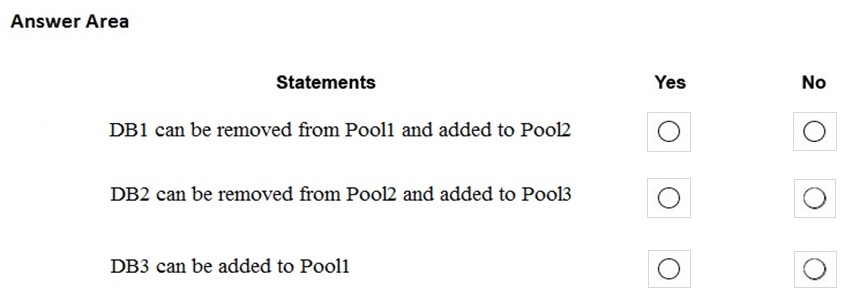 Answer Area
Statements Yes No
DB1 can be removed from Pool1 and added to Pool2
DB2 can be removed from Pool2 and added to Pool3
DB3 can be added to Pool1